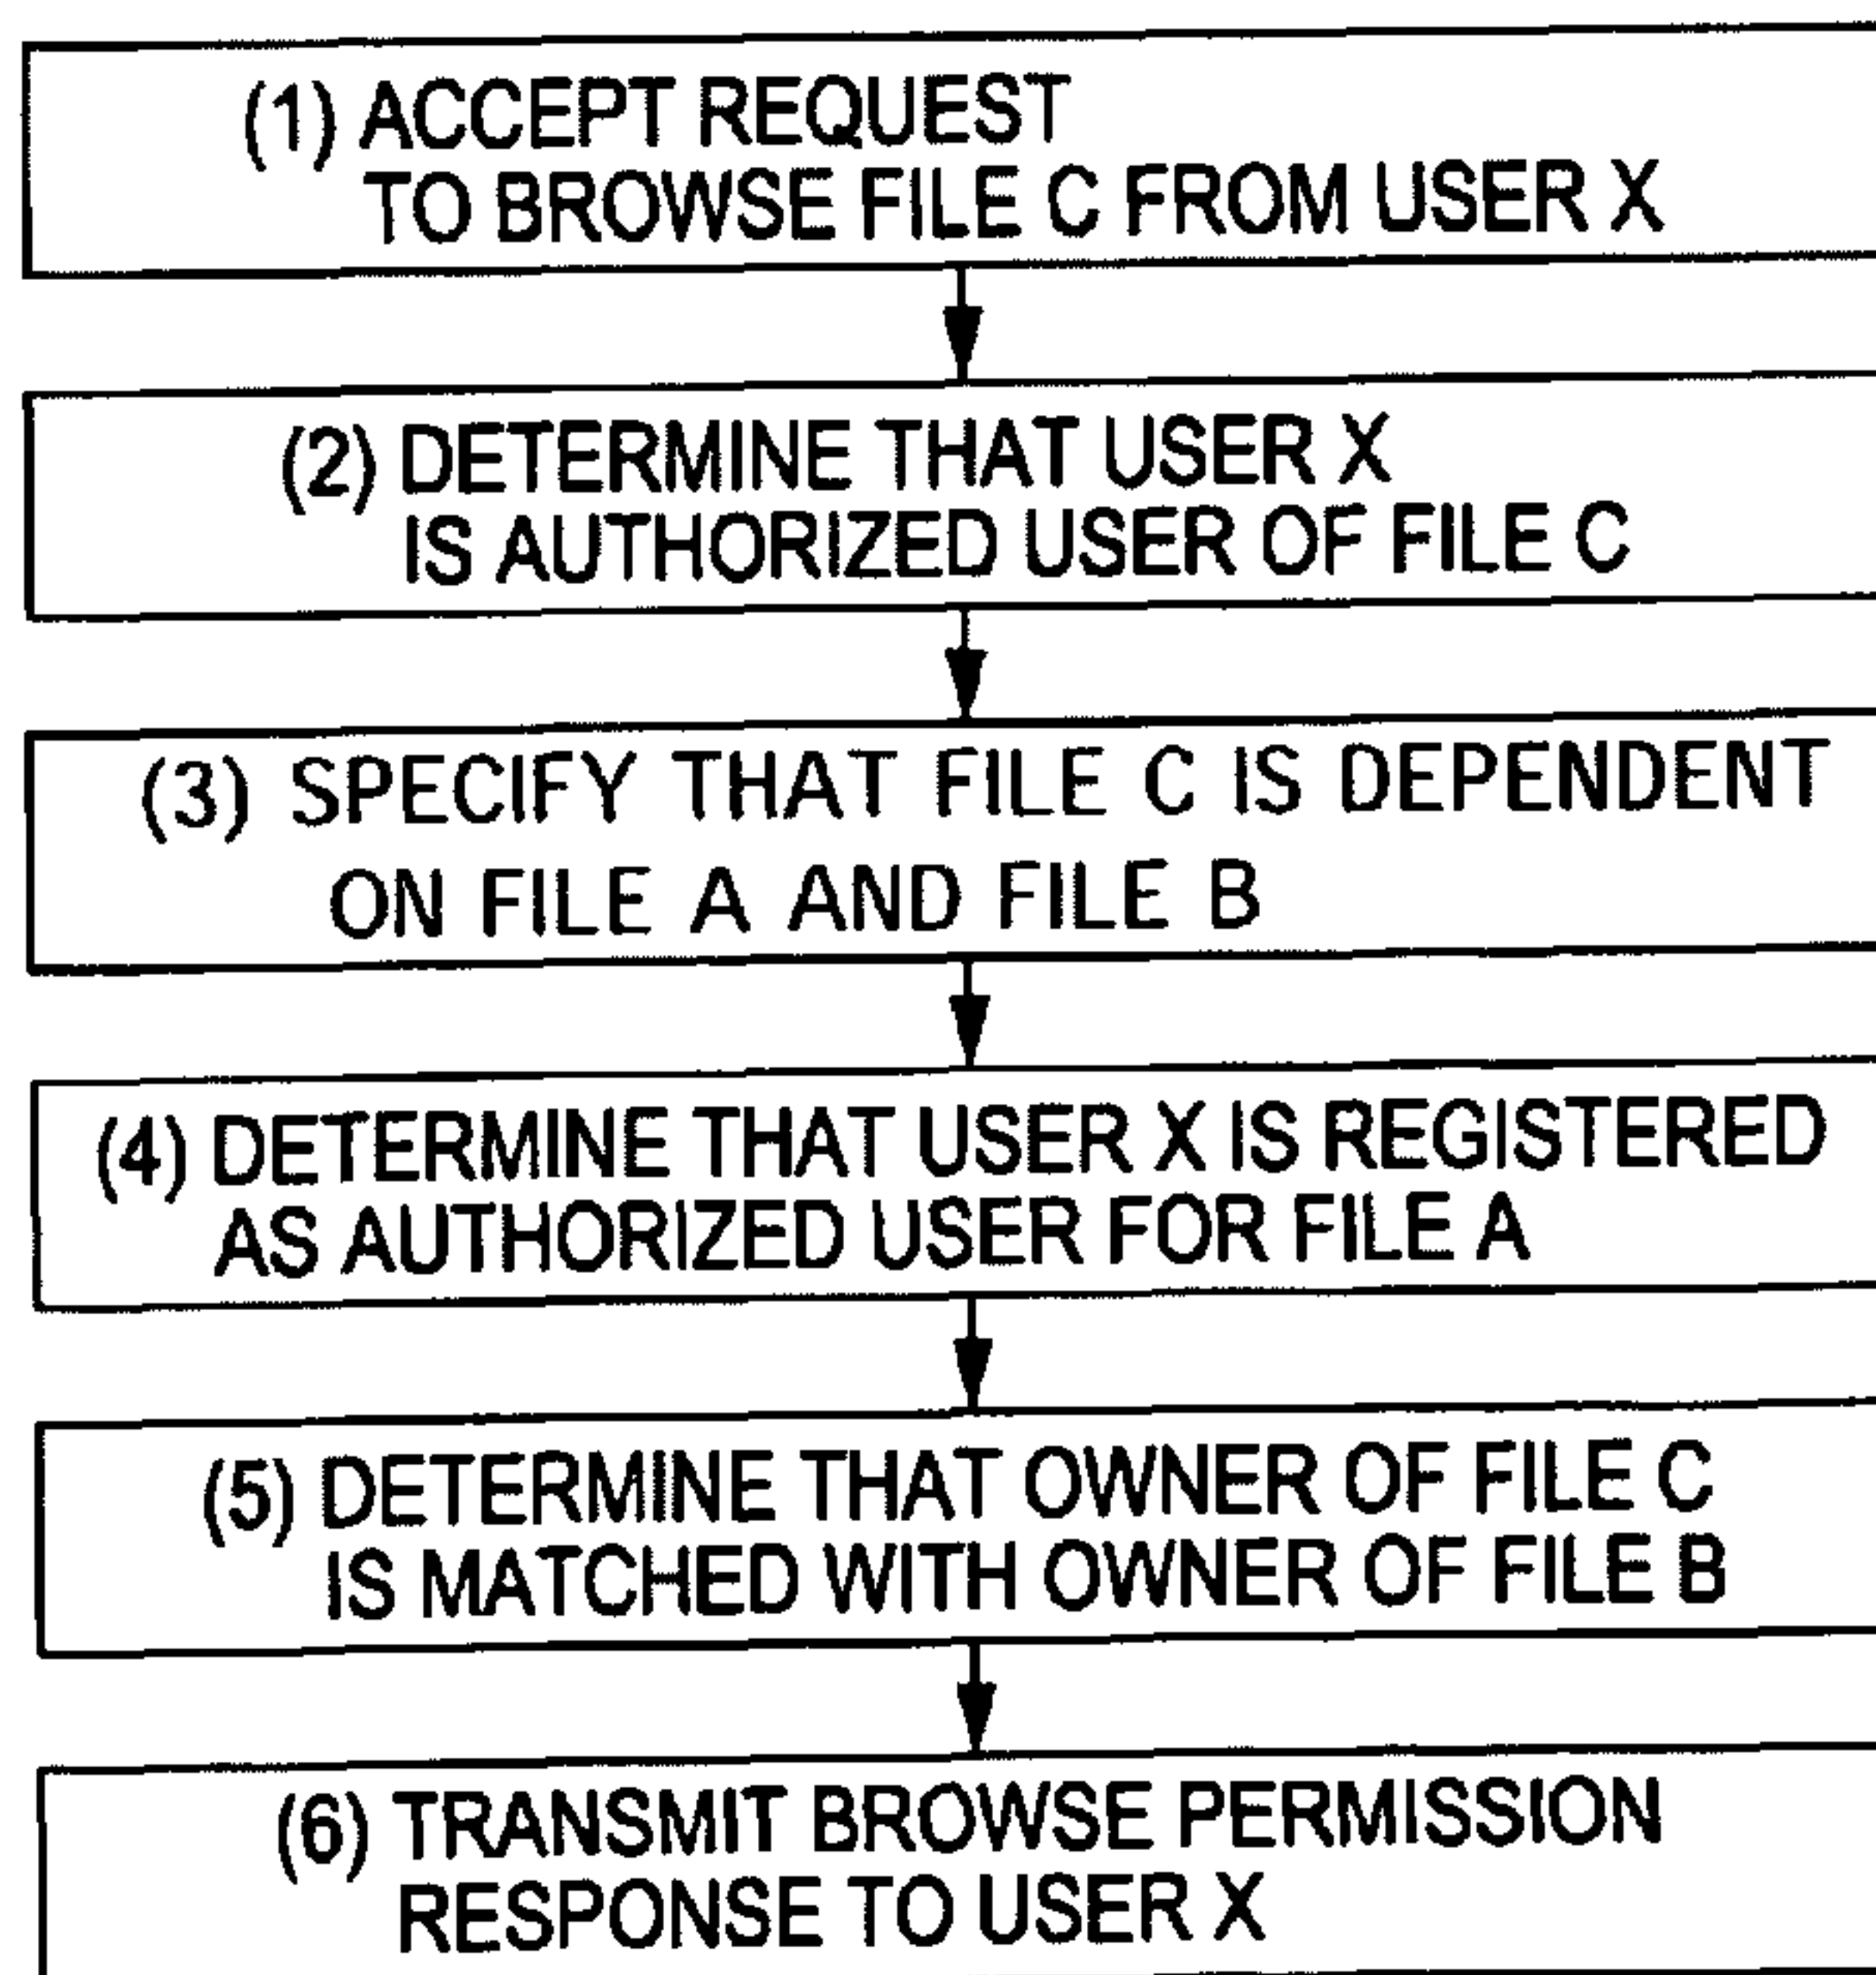 (1) ACCEPT REQUEST
TO BROWSE FILE C FROM USER X
(2) DETERMINE THAT USER X
IS AUTHORIZED USER OF FILE C
(3) SPECIFY THAT FILE C IS DEPENDENT
ON FILE A AND FILE B
(4) DETERMINE THAT USER X IS REGISTERED
AS AUTHORIZED USER FOR FILE A
(5) DETERMINE THAT OWNER OF FILE C
IS MATCHED WITH OWNER OF FILE B
(6) TRANSMIT BROWSE PERMISSION
RESPONSE TO USER X